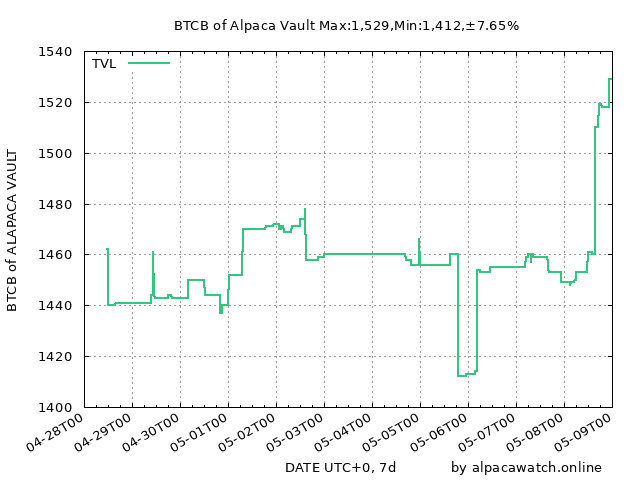 BTCB of Alpaca Vault Max:1,529,Min:1,412,±7.65%
TVL
BTCB of ALAPACA VAULT
1540
1520
1500
1480
1460
1440
1420
1400
04-28T00
04-29T00
04-30T00
05-01T00
05-02T00
05-03T00
05-04T00
05-05T00
05-06T00
05-07T00
05-08T00
05-09T00
DATE UTC+0, 7d
by alpacawatch.online